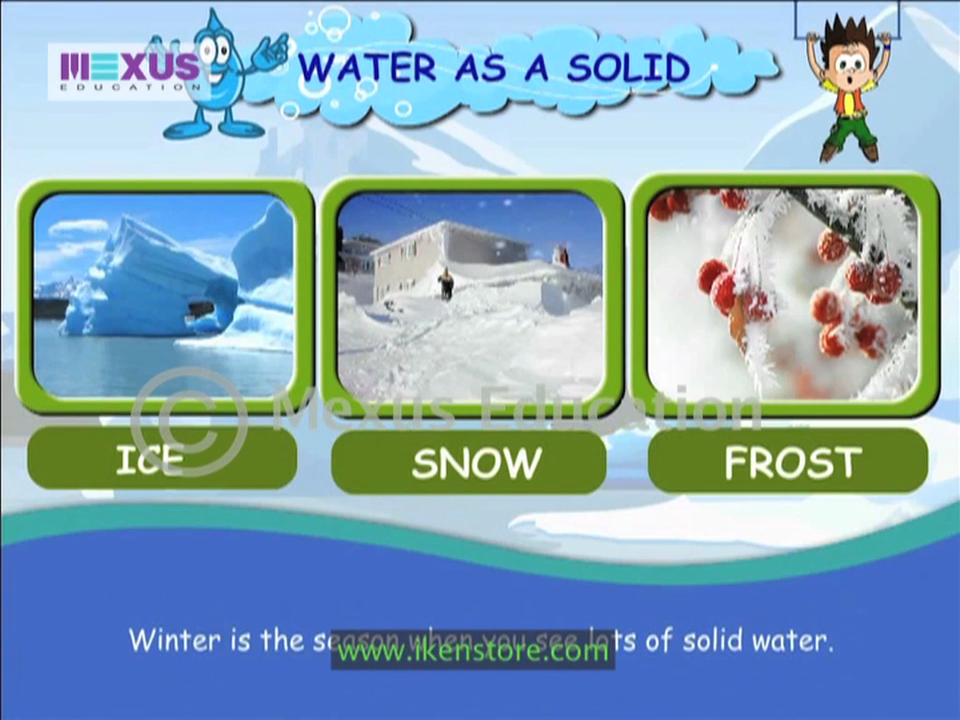 MEXUS
EDUCATION
WATER AS A SOLID
© Mexus Education
ICE
SNOW
FROST
Winter is the season when you see lots of solid water.
www.ikenstore.com